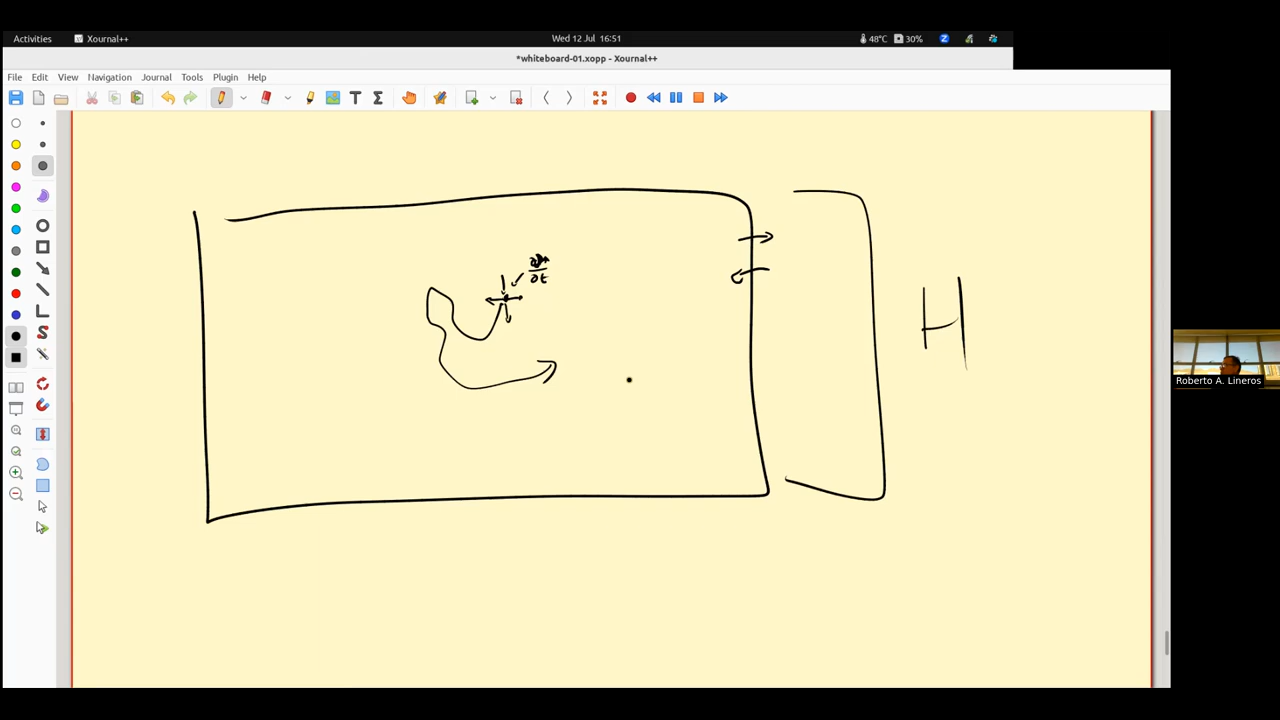 Activities Xournal++ Wed 12 Jul 16:51 48°C 30%
*whiteboard-01.xopp - Xournal++
File Edit View Navigation Journal Tools Plugin Help
∂t
H
Roberto A. Lineros